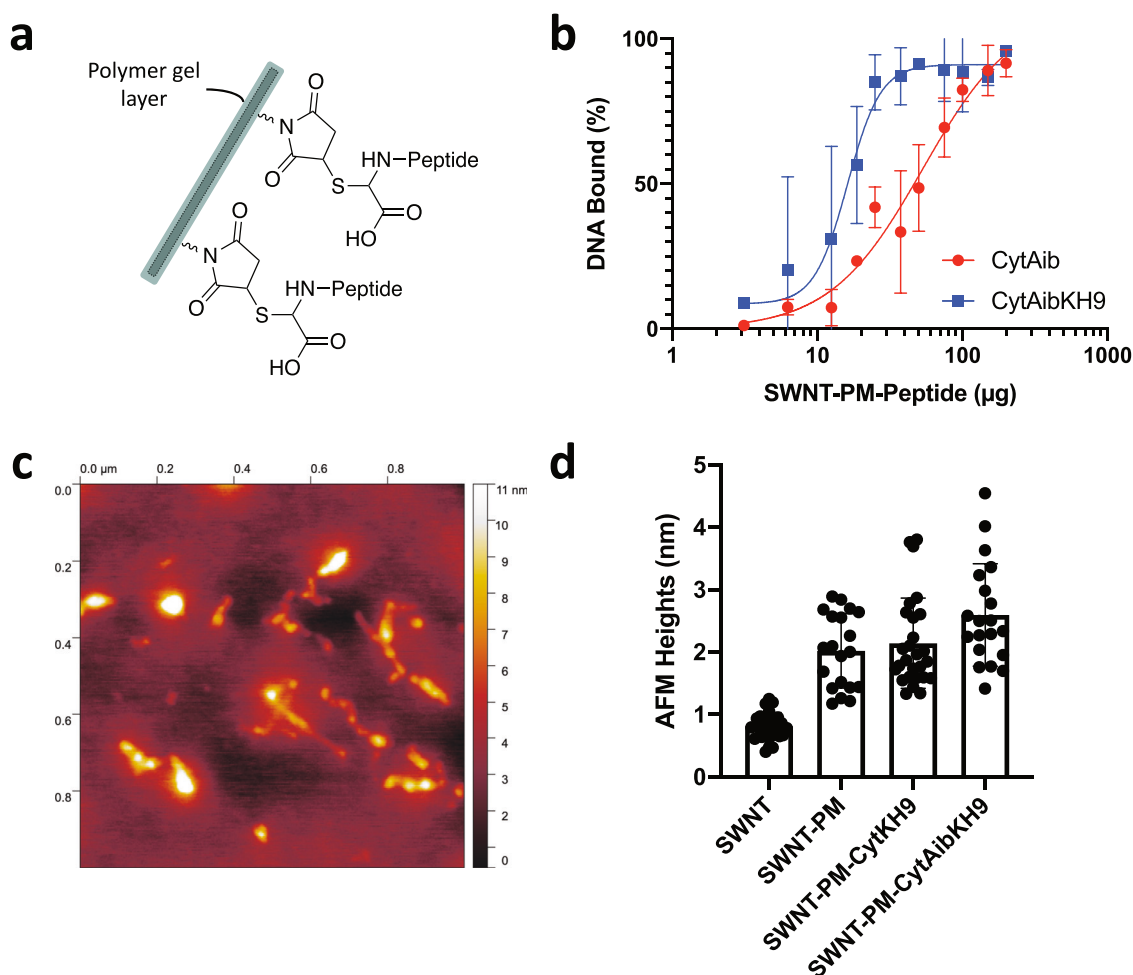 a
Polymer gel
layer
O
N
O
S
HN–Peptide
O
HO
O
N
O
S
HN–Peptide
O
HO
b
100
50
0
DNA Bound (%)
CytAib
CytAibKH9
1
10
100
1000
SWNT-PM-Peptide (µg)
c
0.0 µm
0.2
0.4
0.6
0.8
0.0
0.2
0.4
0.6
0.8
11 nm
10
9
8
7
6
5
4
3
2
0
d
5
4
3
2
1
0
AFM Heights (nm)
SWNT
SWNT-PM
SWNT-PM-CytKH9
SWNT-PM-CytAibKH9